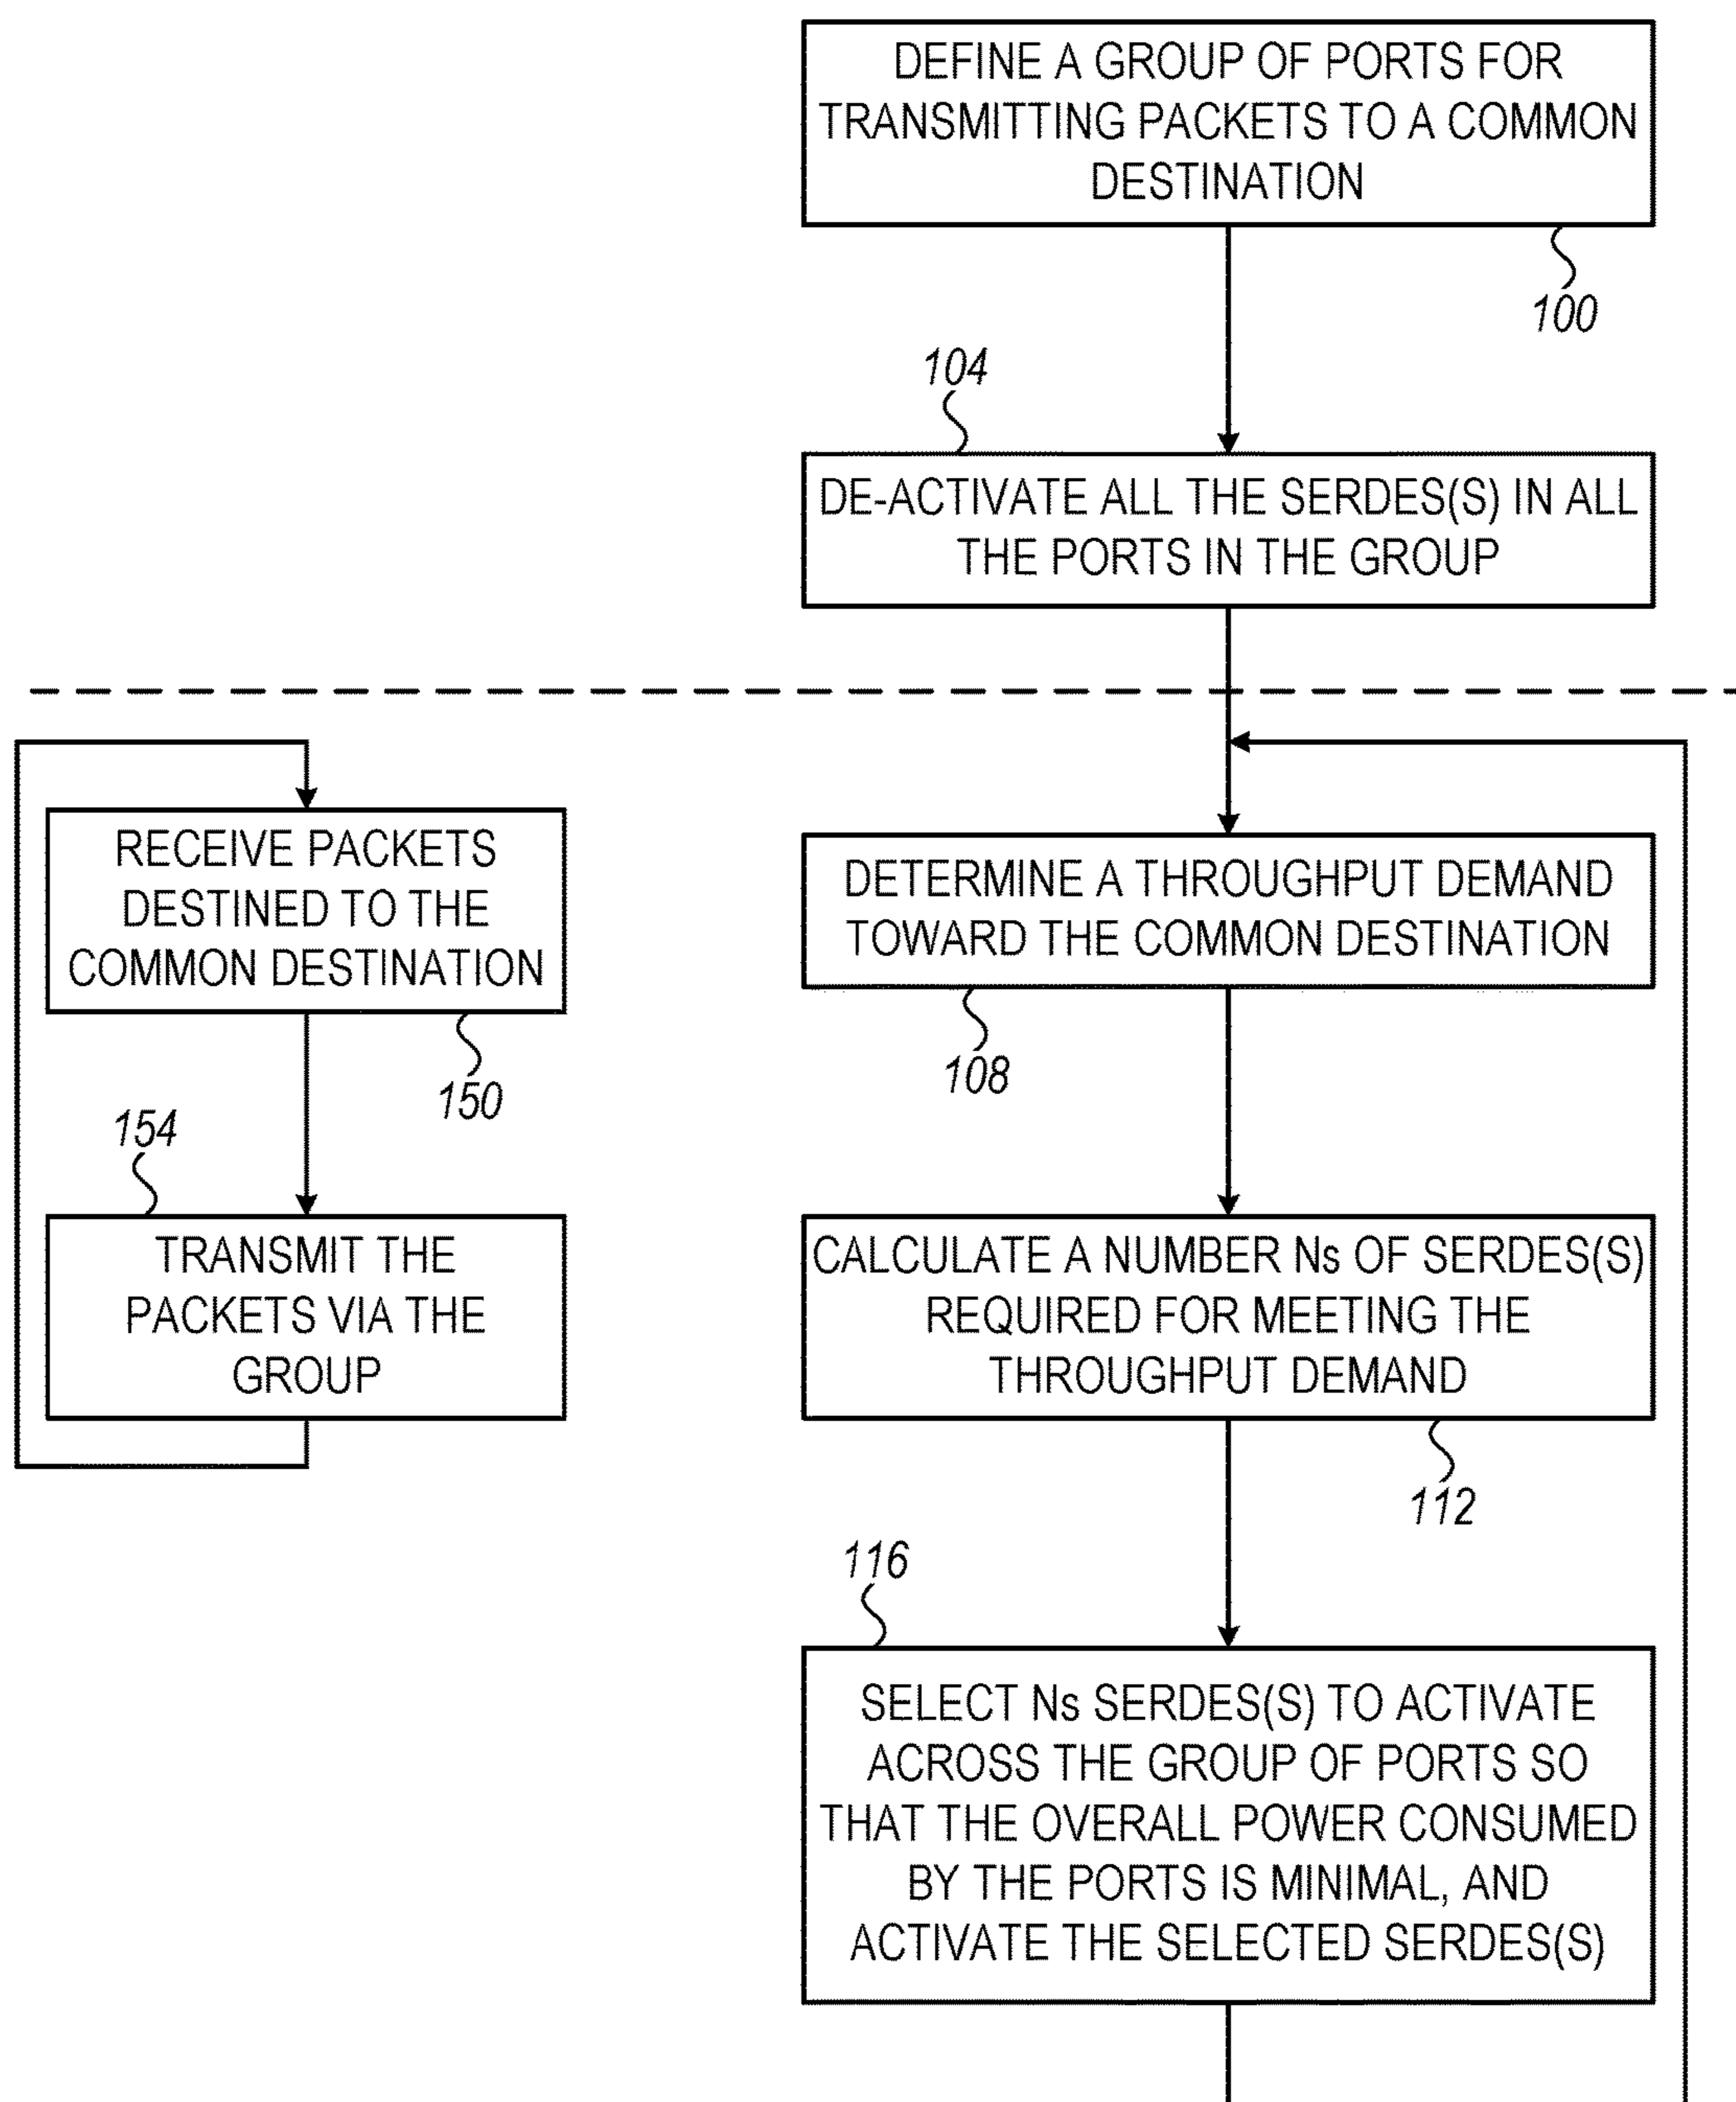 DEFINE A GROUP OF PORTS FOR
TRANSMITTING PACKETS TO A COMMON
DESTINATION
100
104
DE-ACTIVATE ALL THE SERDES(S) IN ALL
THE PORTS IN THE GROUP
RECEIVE PACKETS
DESTINED TO THE
COMMON DESTINATION
150
154
TRANSMIT THE
PACKETS VIA THE
GROUP
DETERMINE A THROUGHPUT DEMAND
TOWARD THE COMMON DESTINATION
108
CALCULATE A NUMBER Ns OF SERDES(S)
REQUIRED FOR MEETING THE
THROUGHPUT DEMAND
112
116
SELECT Ns SERDES(S) TO ACTIVATE
ACROSS THE GROUP OF PORTS SO
THAT THE OVERALL POWER CONSUMED
BY THE PORTS IS MINIMAL, AND
ACTIVATE THE SELECTED SERDES(S)